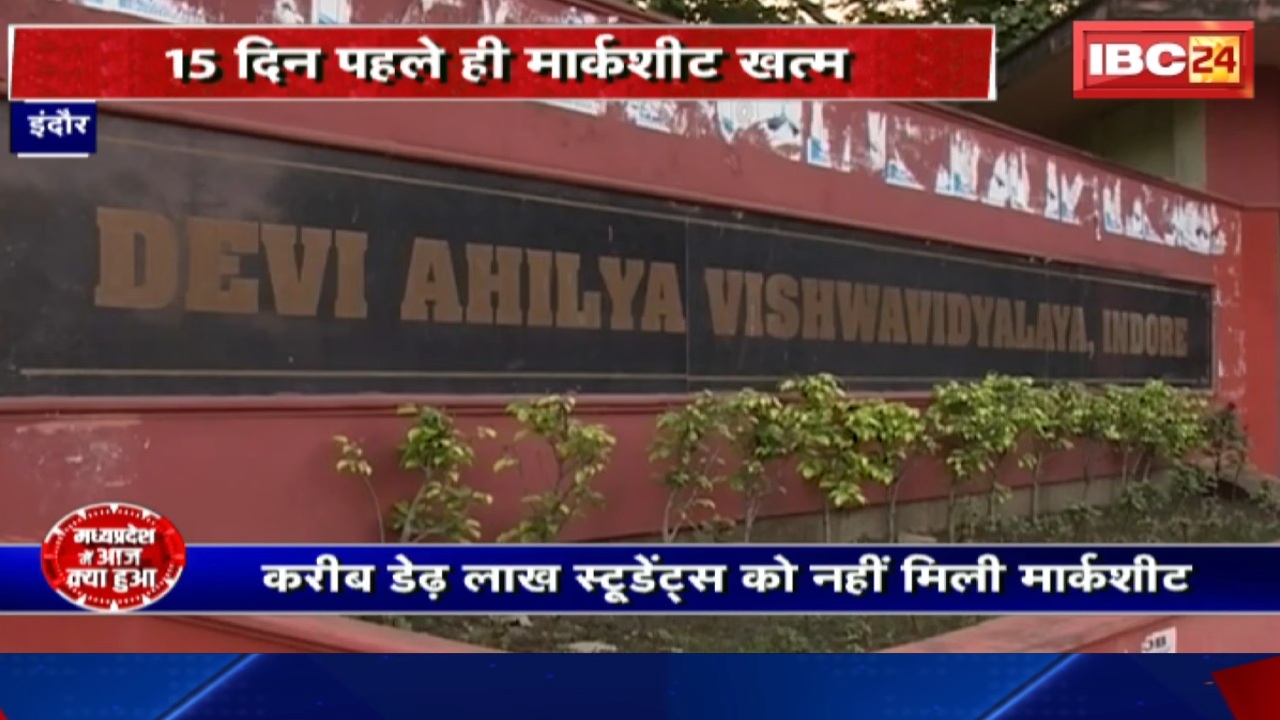 15 दिन पहले ही मार्कशीट खत्म
IBC24
इंदौर
DEVI AHILYA VISHWAVIDYALAYA, INDORE
मध्यप्रदेश
में आज
क्या हुआ
करीब डेढ़ लाख स्टूडेंट्स को नहीं मिली मार्कशीट